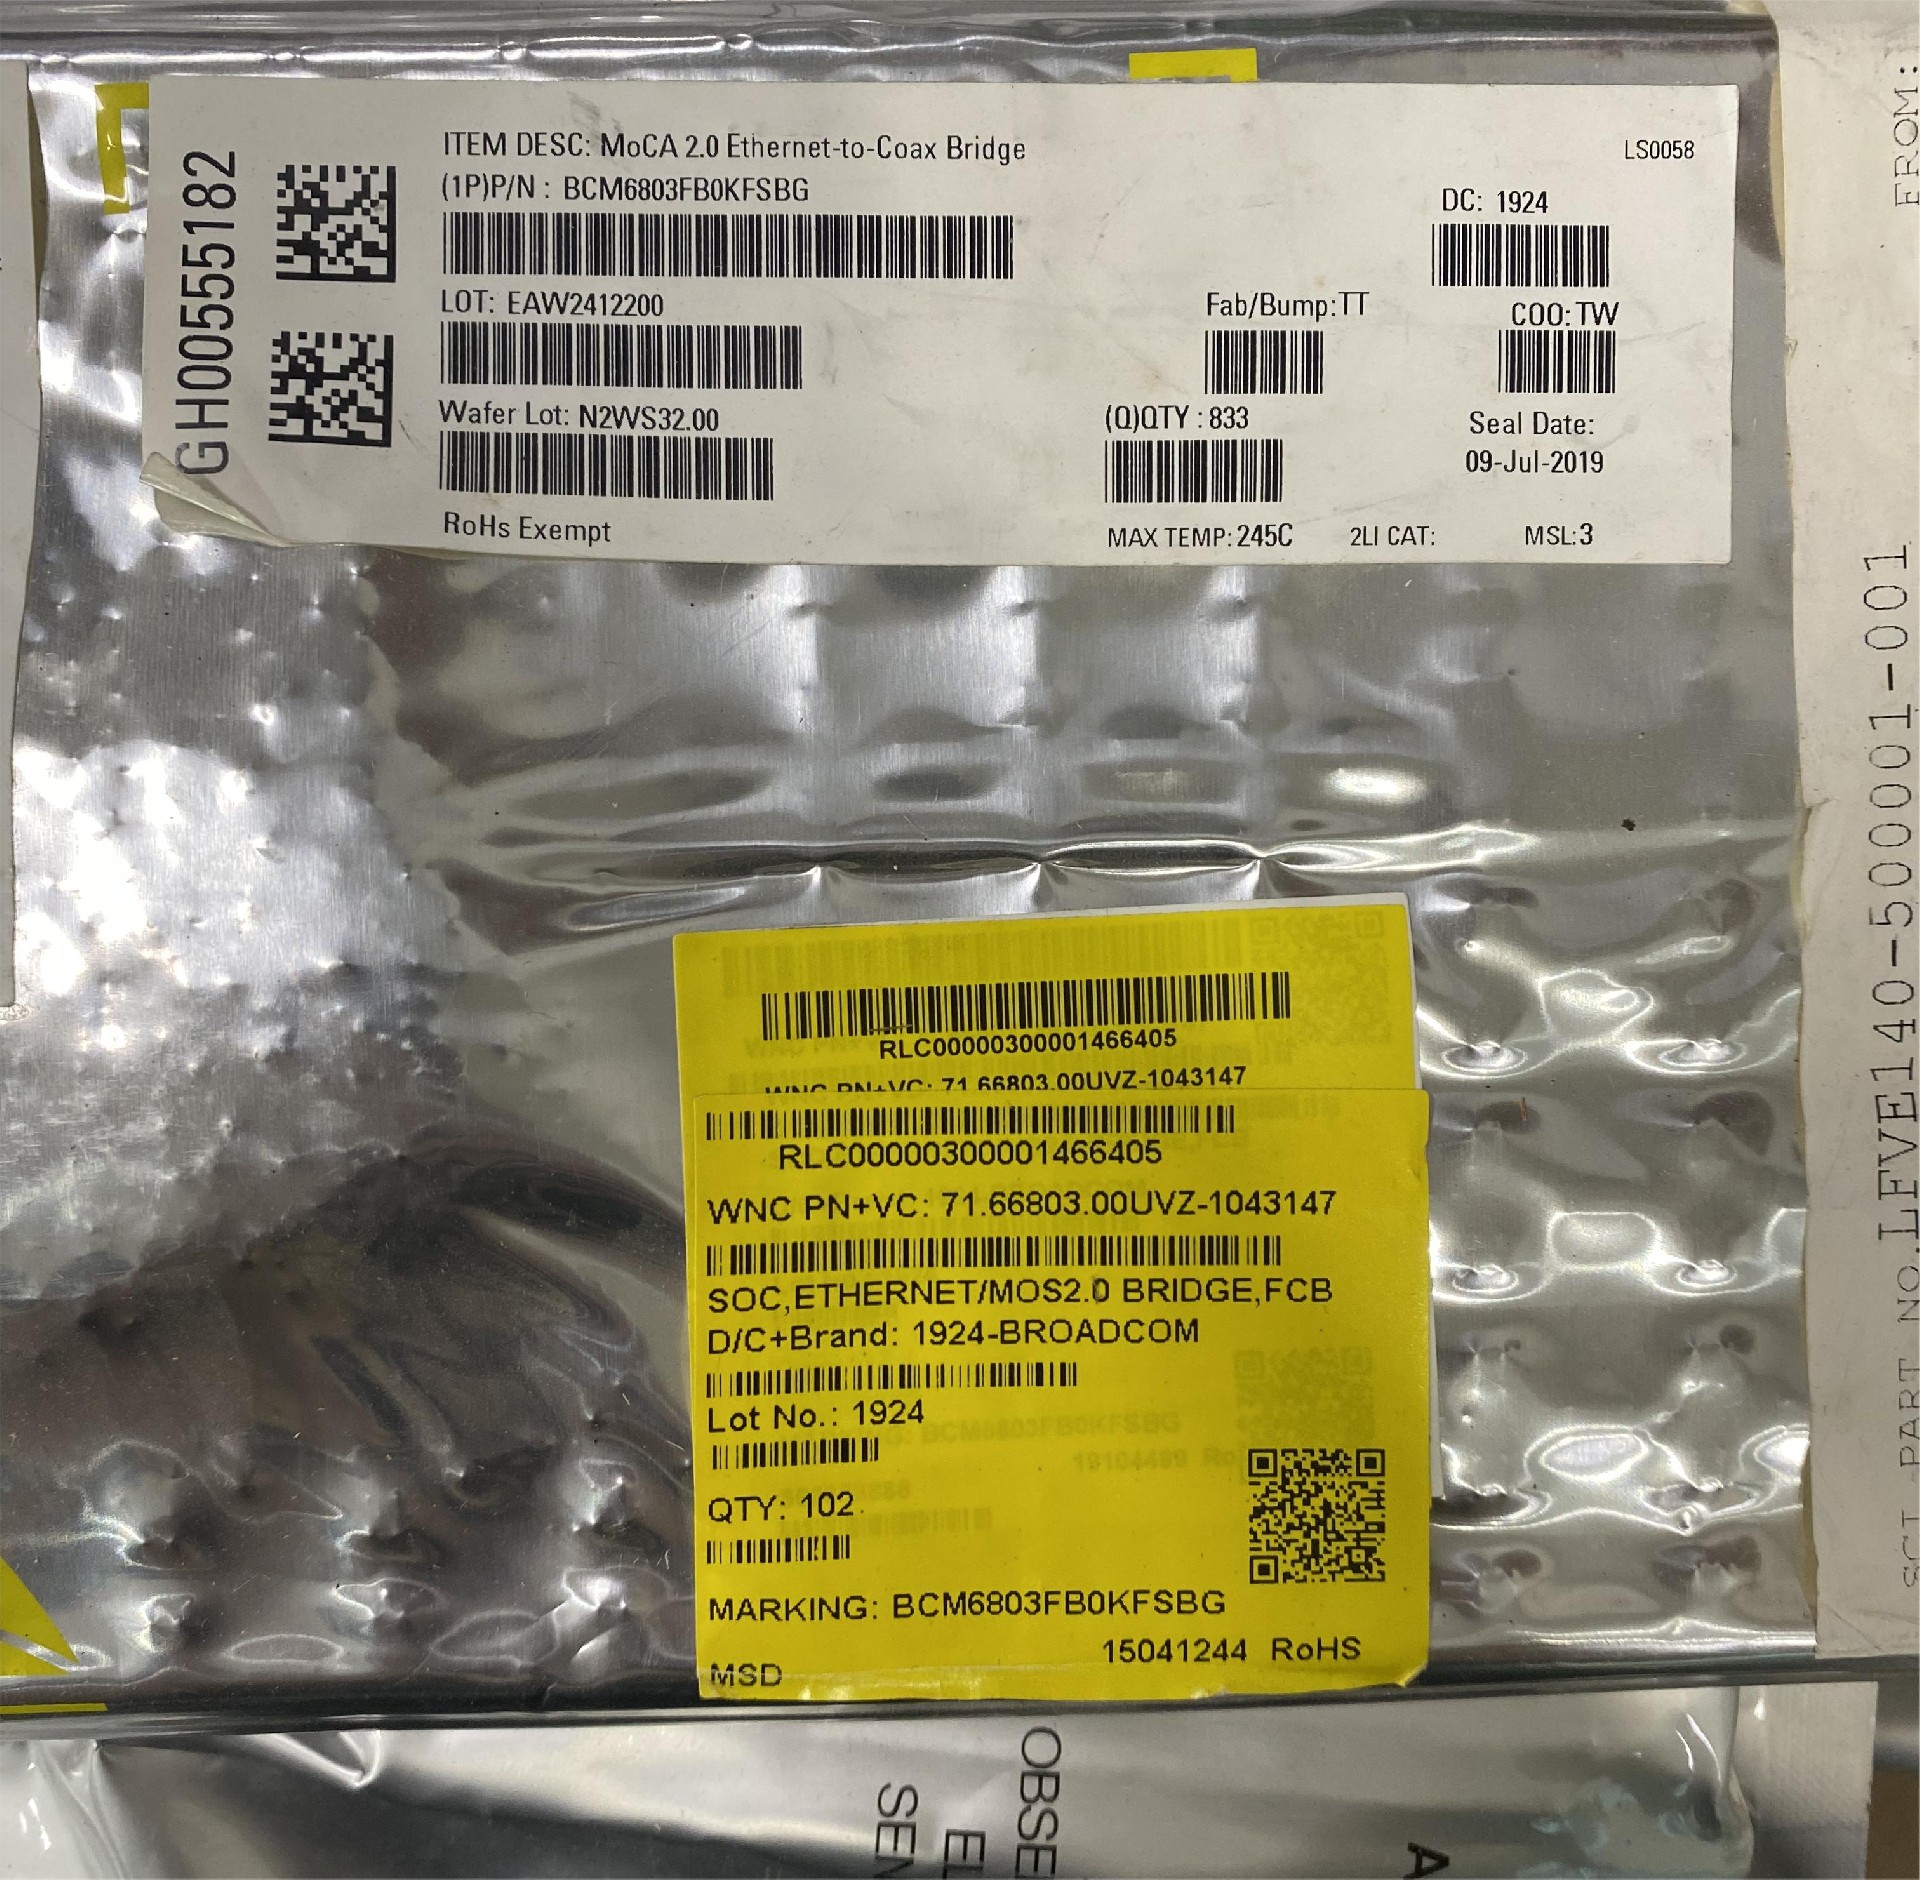 GH00555182
ITEM DESC: MoCA 2.0 Ethernet-to-Coax Bridge
LS0058
(1P)P/N : BCM6803FB0KFSBG
DC: 1924
LOT: EAW2412200
Fab/Bump:TT
COO:TW
Wafer Lot: N2WS32.00
(Q)QTY : 833
Seal Date:
09-Jul-2019
RoHs Exempt
MAX TEMP:245C 2LI CAT: MSL:3
RLC00000300001466405
WNC PN+VC: 71.66803.00UVZ-1043147
RLC00000300001466405
WNC PN+VC: 71.66803.00UVZ-1043147
SOC,ETHERNET/MOS2.0 BRIDGE,FCB
D/C+Brand: 1924-BROADCOM
Lot No.: 1924
QTY: 102
MARKING: BCM6803FB0KFSBG
15041244 RoHS
MSD
FROM:
SCT PART NO.LFVE140-500001-001
OBSE
A